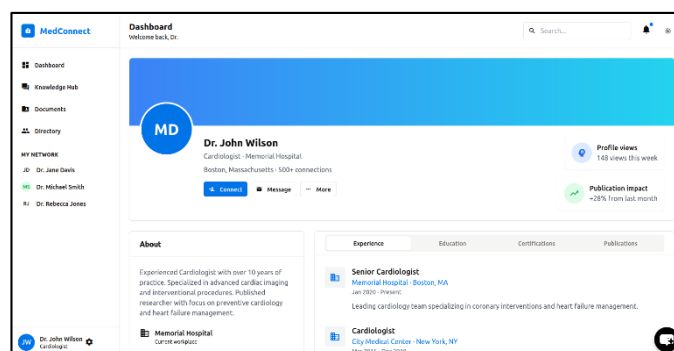 MedConnect
Dashboard
Welcome back, Dr.
Search...
Dashboard
Knowledge Hub
Documents
Directory
MY NETWORK
JD Dr. Jane Davis
MS Dr. Michael Smith
RJ Dr. Rebecca Jones
JW Dr. John Wilson
Cardiologist
MD
Dr. John Wilson
Cardiologist · Memorial Hospital
Boston, Massachusetts · 500+ connections
Connect Message More
Profile views
148 views this week
Publication impact
+28% from last month
About
Experienced Cardiologist with over 10 years of
practice. Specialized in advanced cardiac imaging
and interventional procedures. Published
researcher with focus on preventive cardiology
and heart failure management.
Memorial Hospital
Current workplace
Experience Education Certifications Publications
Senior Cardiologist
Memorial Hospital · Boston, MA
Jan 2020 - Present
Leading cardiology team specializing in coronary interventions and heart failure management.
Cardiologist
City Medical Center · New York, NY